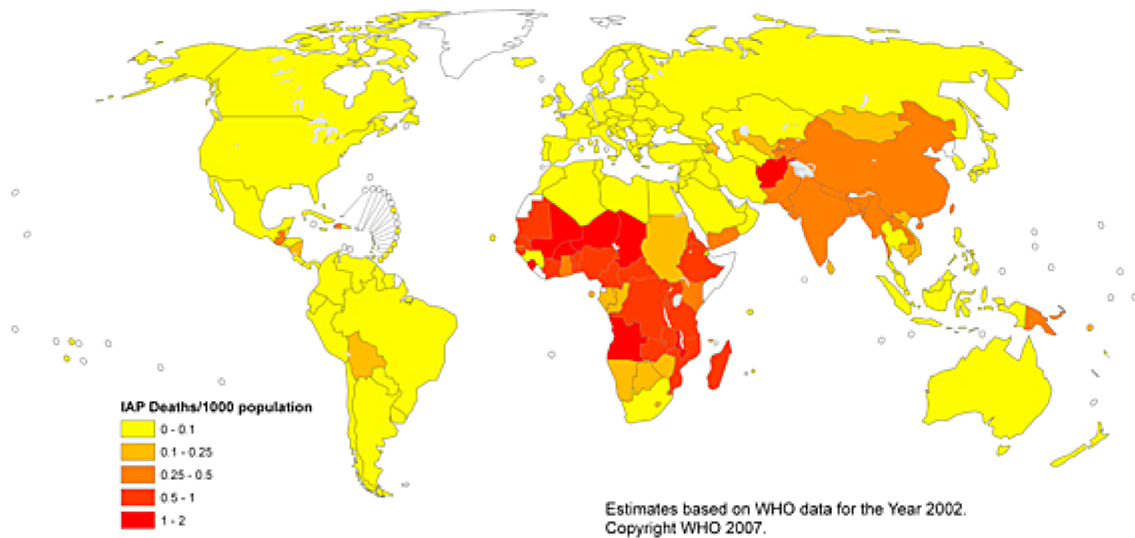 IAP Deaths/1000 population
0 - 0.1
0.1 - 0.25
0.25 - 0.5
0.5 - 1
1 - 2
Estimates based on WHO data for the Year 2002.
Copyright WHO 2007.